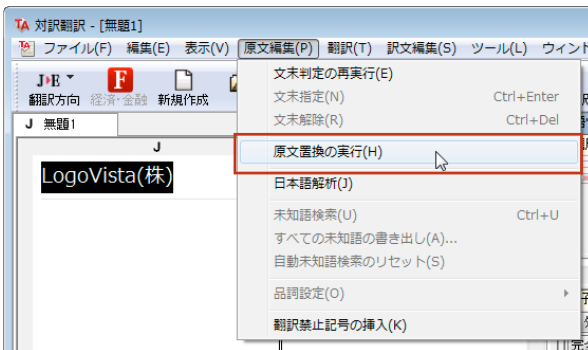 TA 対訳翻訳 - [無題1]
ファイル(F) 編集(E) 表示(V) 原文編集(P) 翻訳(T) 訳文編集(S) ツール(L) ウィント
J▸E F
翻訳方向 経済・金融 新規作成
J 無題1
J
LogoVista(株)
文末判定の再実行(E)
文末指定(N) Ctrl+Enter
文末解除(R) Ctrl+Del
原文置換の実行(H)
日本語解析(J)
未知語検索(U) Ctrl+U
すべての未知語の書き出し(A)...
自動未知語検索のリセット(S)
品詞設定(O)
翻訳禁止記号の挿入(K)